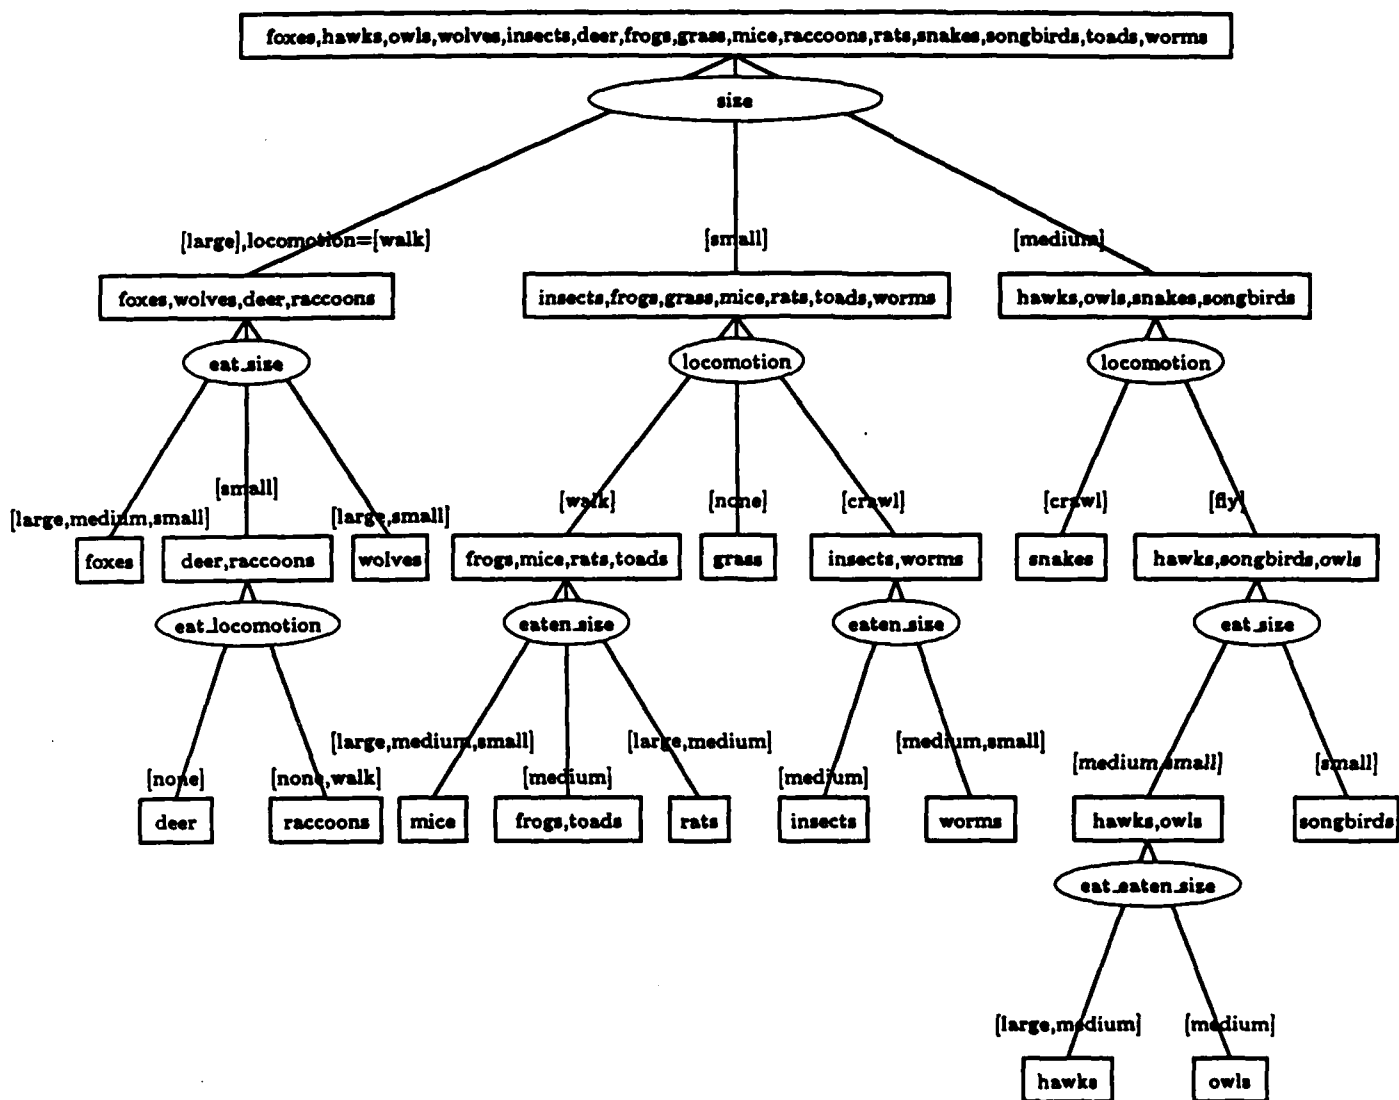 foxes,hawks,owls,wolves,insects,deer,frogs,grass,mice,raccoons,rats,snakes,songbirds,toads,worms
size
[large],locomotion=[walk]
[small]
[medium]
foxes,wolves,deer,raccoons
insects,frogs,grass,mice,rats,toads,worms
hawks,owls,snakes,songbirds
eat_size
locomotion
locomotion
[large,medium,small]
[small]
[large,small]
[walk]
[none]
[crawl]
[crawl]
[fly]
foxes
deer,raccoons
wolves
frogs,mice,rats,toads
grass
insects,worms
snakes
hawks,songbirds,owls
eat_locomotion
eaten_size
eaten_size
eat_size
[none]
[none,walk]
[large,medium,small]
[medium]
[large,medium]
[medium]
[medium,small]
[medium,small]
[small]
deer
raccoons
mice
frogs,toads
rats
insects
worms
hawks,owls
songbirds
eat_eaten_size
[large,medium]
[medium]
hawks
owls